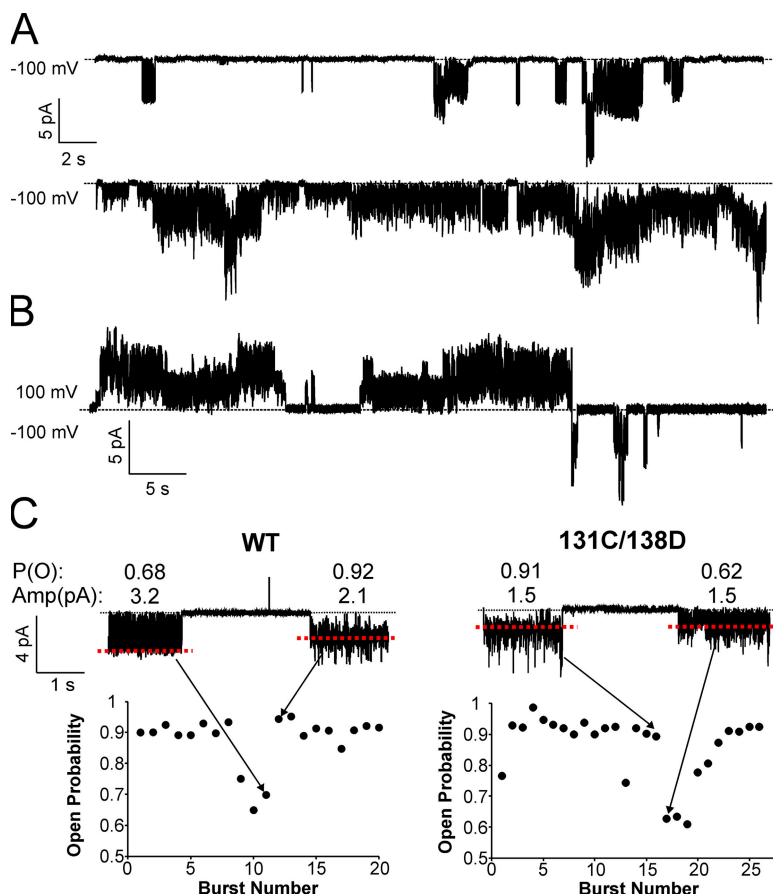 A
-100 mV
5 pA
2 s
-100 mV
B
100 mV
-100 mV
5 pA
5 s
C
WT
131C/138D
P(O): 0.68 0.92 0.91 0.62
Amp(pA): 3.2 2.1 1.5 1.5
4 pA
1 s
Open Probability
1
0.9
0.8
0.7
0.6
0.5
0 5 10 15 20
Burst Number
Open Probability
1
0.9
0.8
0.7
0.6
0.5
0 5 10 15 20 25
Burst Number